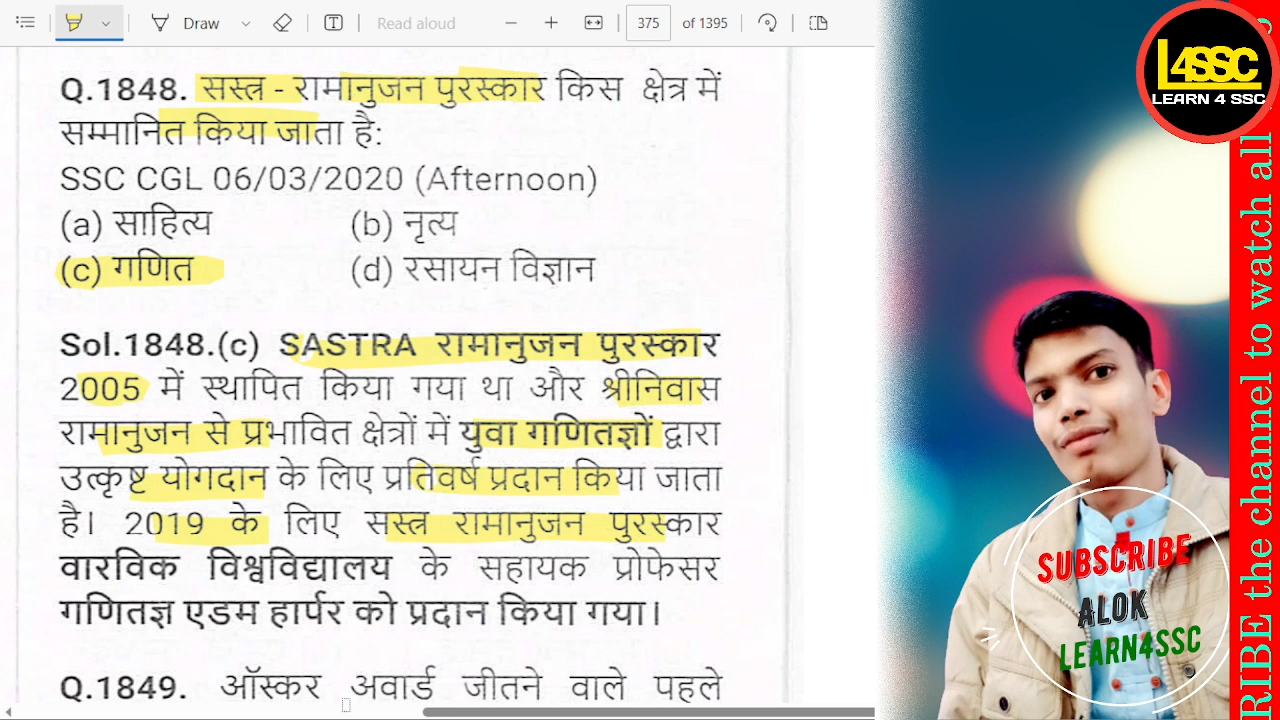 Draw
Read aloud
375 of 1395
Q.1848. सस्त्र - रामानुजन पुरस्कार किस क्षेत्र में
सम्मानित किया जाता है:
SSC CGL 06/03/2020 (Afternoon)
(a) साहित्य (b) नृत्य
(c) गणित (d) रसायन विज्ञान
Sol.1848.(c) SASTRA रामानुजन पुरस्कार
2005 में स्थापित किया गया था और श्रीनिवास
रामानुजन से प्रभावित क्षेत्रों में युवा गणितज्ञों द्वारा
उत्कृष्ट योगदान के लिए प्रतिवर्ष प्रदान किया जाता
है। 2019 के लिए सस्त्र रामानुजन पुरस्कार
वारविक विश्वविद्यालय के सहायक प्रोफेसर
गणितज्ञ एडम हार्पर को प्रदान किया गया।
Q.1849. ऑस्कर अवार्ड जीतने वाले पहले
L4SSC
LEARN 4 SSC
RIBE the channel to watch all
SUBSCRIBE
ALOK
LEARN4SSC